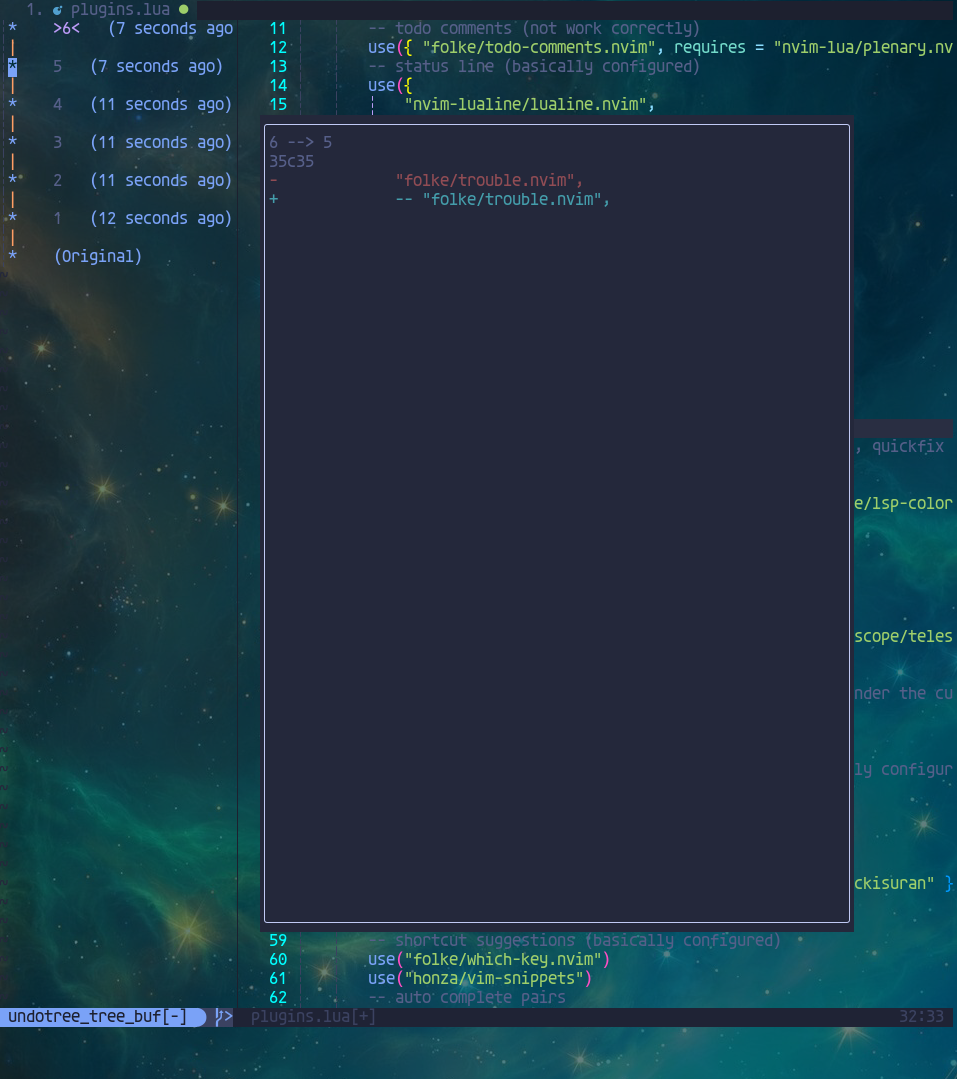 1. plugins.lua ●
* >6< (7 seconds ago
|
* 5 (7 seconds ago)
|
* 4 (11 seconds ago)
|
* 3 (11 seconds ago)
|
* 2 (11 seconds ago)
|
* 1 (12 seconds ago)
|
* (Original)
11 -- todo comments (not work correctly)
12 use({ "folke/todo-comments.nvim", requires = "nvim-lua/plenary.nv
13 -- status line (basically configured)
14 use({
15 "nvim-lualine/lualine.nvim",
6 --> 5
35c35
- "folke/trouble.nvim",
+ -- "folke/trouble.nvim",
, quickfix
e/lsp-color
scope/teles
nder the cu
ly configur
ckisuran" }
59 -- shortcut suggestions (basically configured)
60 use("folke/which-key.nvim")
61 use("honza/vim-snippets")
62 -- auto complete pairs
undotree_tree_buf[-] > plugins.lua[+] 32:33